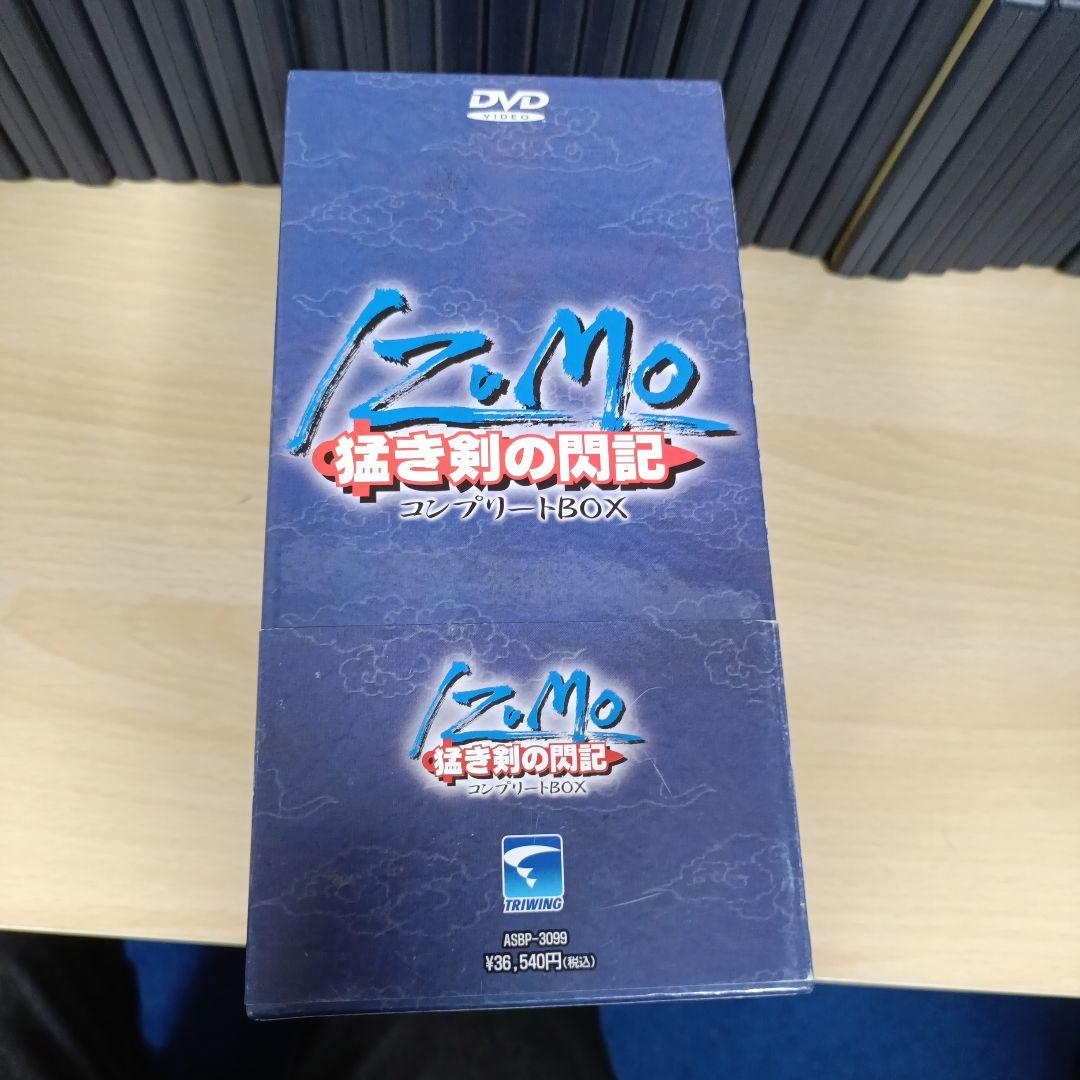 DVD
VIDEO
IZUMO
猛き剣の閃記
コンプリートBOX
IZUMO
猛き剣の閃記
コンプリートBOX
TRIWING
ASBP-3099
¥36,540円(税込)